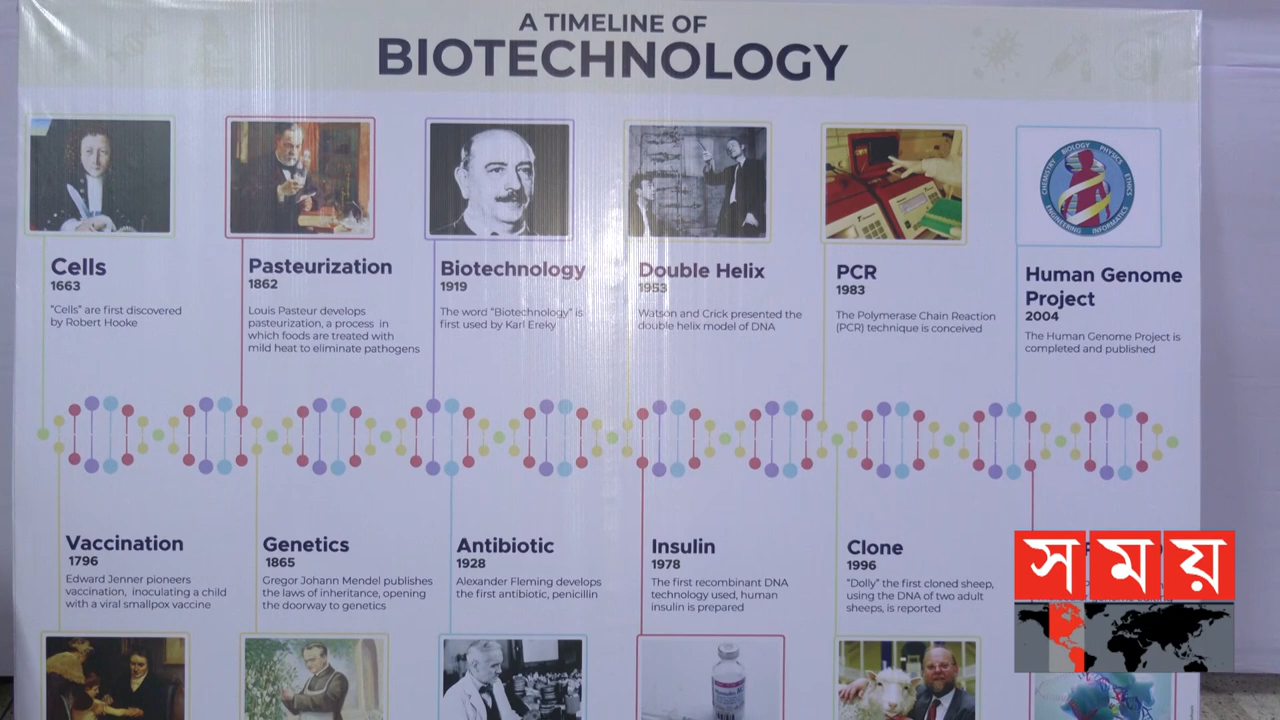 A TIMELINE OF
BIOTECHNOLOGY
CHEMISTRY BIOLOGY PHYSICS ETHICS INFORMATICS ENGINEERING
Cells
1663
"Cells" are first discovered
by Robert Hooke
Pasteurization
1862
Louis Pasteur develops
pasteurization, a process in
which foods are treated with
mild heat to eliminate pathogens
Biotechnology
1919
The word "Biotechnology" is
first used by Karl Ereky
Double Helix
1953
Watson and Crick presented the
double helix model of DNA
PCR
1983
The Polymerase Chain Reaction
(PCR) technique is conceived
Human Genome
Project
2004
The Human Genome Project is
completed and published
Vaccination
1796
Edward Jenner pioneers
vaccination, inoculating a child
with a viral smallpox vaccine
Genetics
1865
Gregor Johann Mendel publishes
the laws of inheritance, opening
the doorway to genetics
Antibiotic
1928
Alexander Fleming develops
the first antibiotic, penicillin
Insulin
1978
The first recombinant DNA
technology used, human
insulin is prepared
Clone
1996
"Dolly" the first cloned sheep,
using the DNA of two adult
sheeps, is reported
সময়